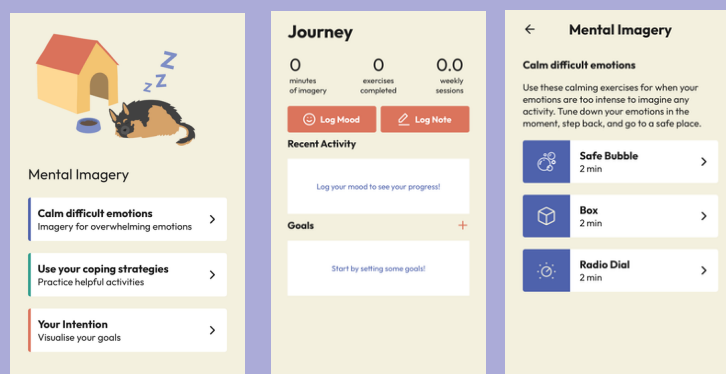 Z
Z
Z
Mental Imagery
Calm difficult emotions
Imagery for overwhelming emotions
Use your coping strategies
Practice helpful activities
Your Intention
Visualise your goals
Journey
0 0 0.0
minutes exercises weekly
of imagery completed sessions
Log Mood Log Note
Recent Activity
Log your mood to see your progress!
Goals +
Start by setting some goals!
Mental Imagery
Calm difficult emotions
Use these calming exercises for when your
emotions are too intense to imagine any
activity. Tune down your emotions in the
moment, step back, and go to a safe place.
Safe Bubble
2 min
Box
2 min
Radio Dial
2 min